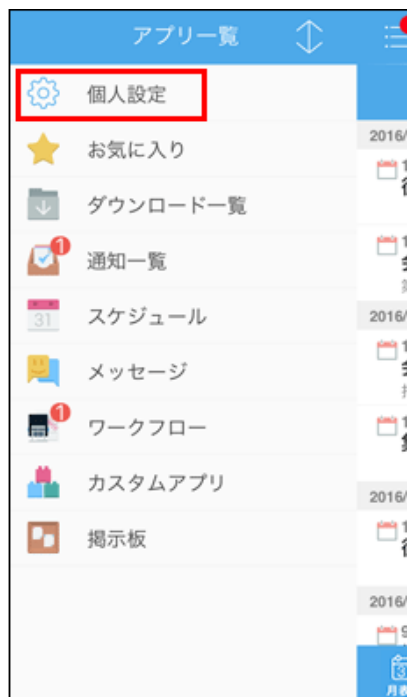 アプリ一覧
個人設定
お気に入り
ダウンロード一覧
1
通知一覧
31
スケジュール
メッセージ
1
ワークフロー
カスタムアプリ
掲示板
2016/
2016/
2016/
2016/